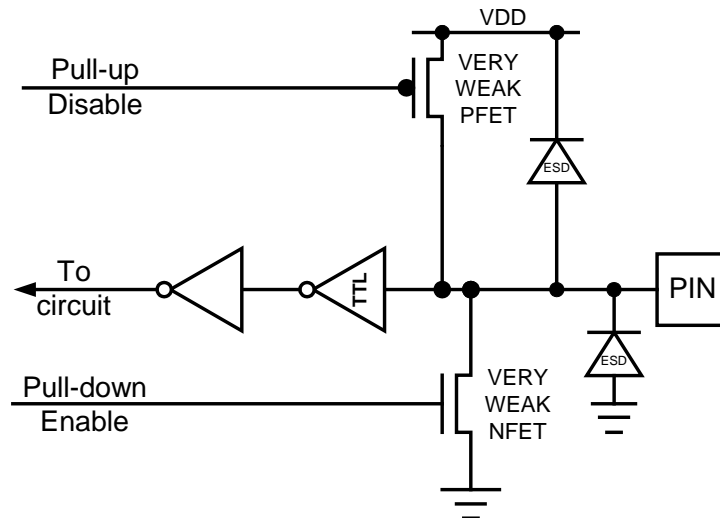 VDD
Pull-up
Disable
VERY
WEAK
PFET
ESD
To
circuit
TTL
PIN
ESD
Pull-down
Enable
VERY
WEAK
NFET